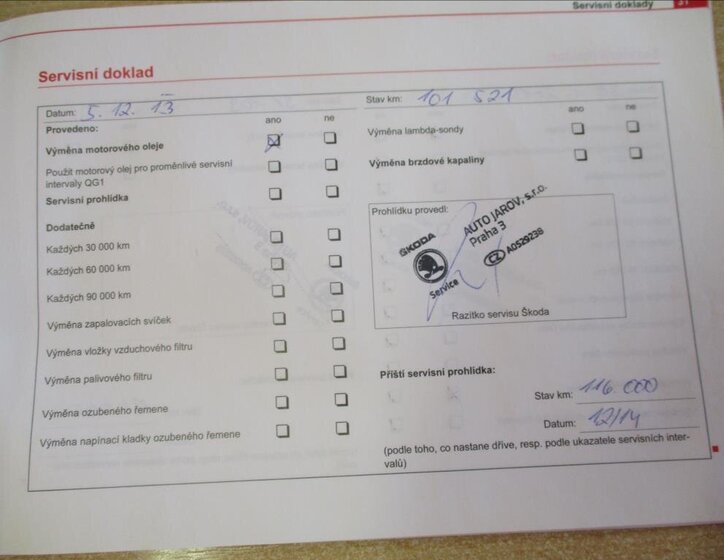 Servisní doklady 31
Servisní doklad
Datum: 5. 12. 13
Stav km: 101 521
Provedeno:
ano ne
ano ne
Výměna motorového oleje
Výměna lambda-sondy
Použit motorový olej pro proměnlivé servisní
intervaly QG1
Výměna brzdové kapaliny
Servisní prohlídka
Dodatečně
Každých 30 000 km
Každých 60 000 km
Každých 90 000 km
Výměna zapalovacích svíček
Výměna vložky vzduchového filtru
Výměna palivového filtru
Výměna ozubeného řemene
Výměna napínací kladky ozubeného řemene
Prohlídku provedl:
AUTO JAROV, s.r.o.
Praha 3
ŠKODA
CZ A0529238
Service
Razítko servisu Škoda
Příští servisní prohlídka:
Stav km: 116 000
Datum: 12/14
(podle toho, co nastane dříve, resp. podle ukazatele servisních inter-
valů)